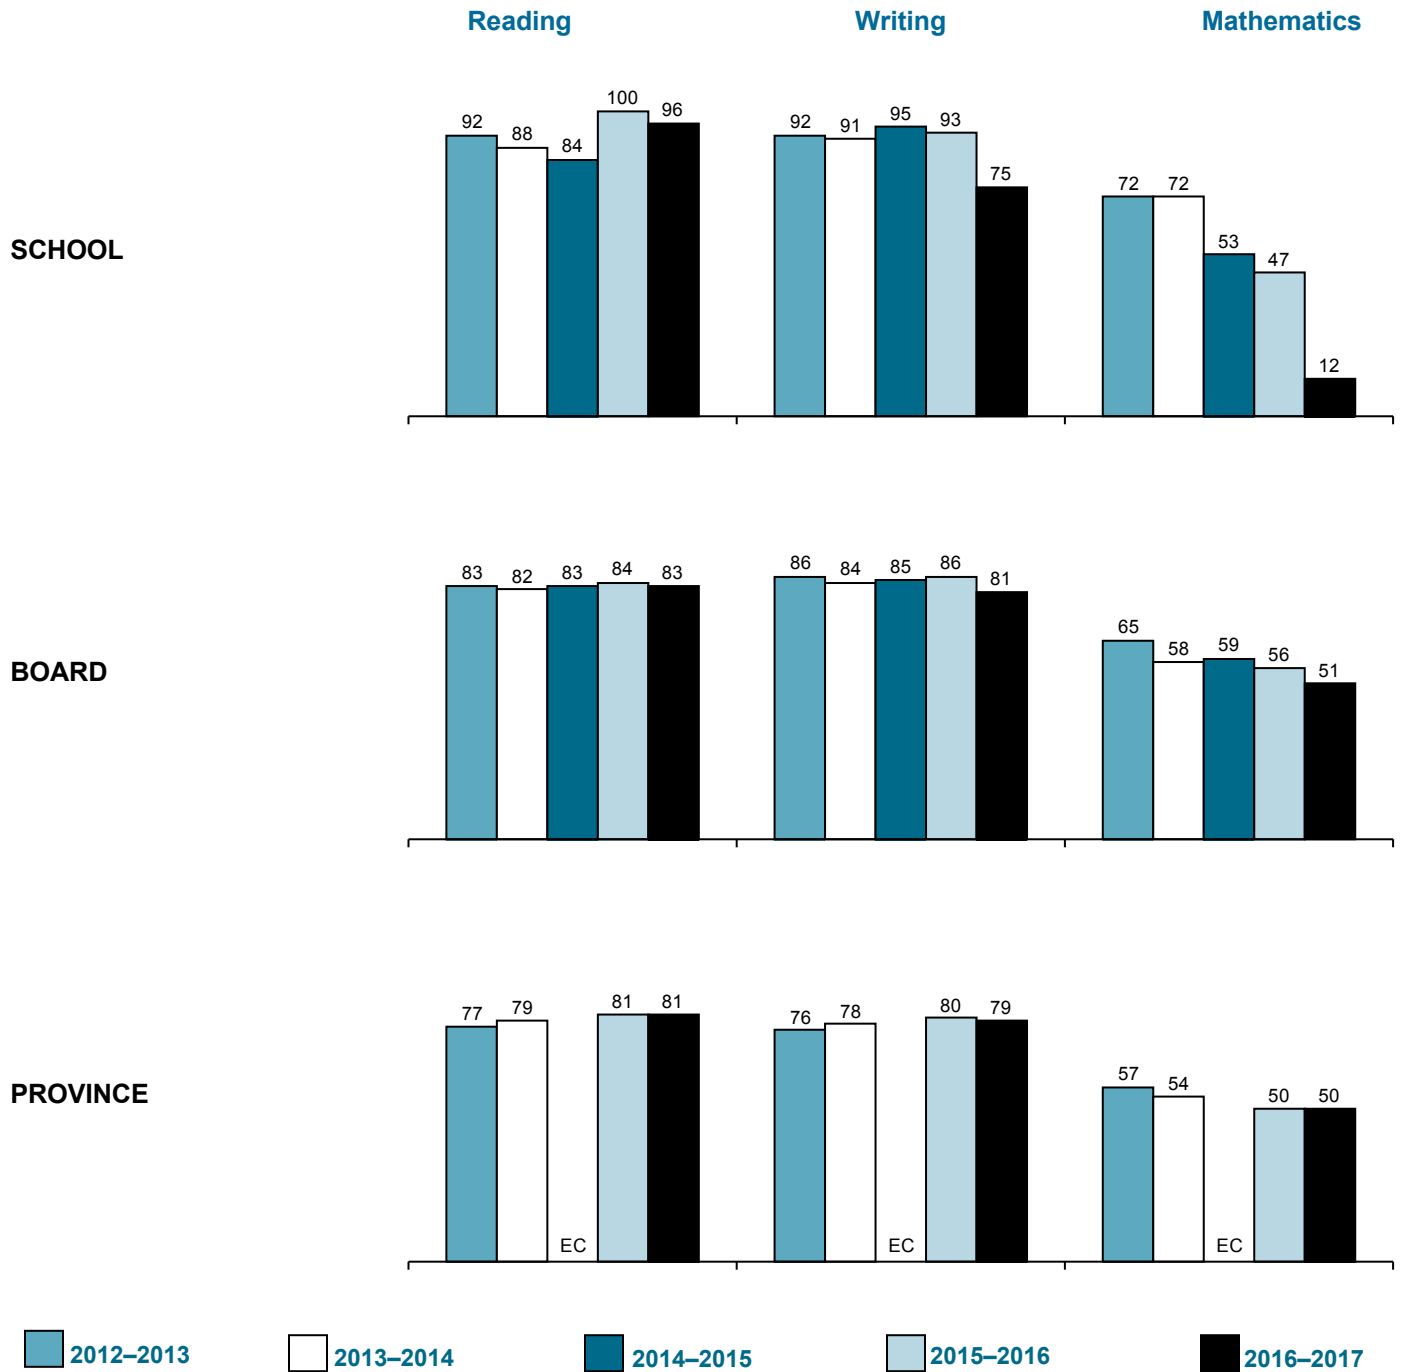 Reading Writing Mathematics
SCHOOL
92 88 84 100 96 92 91 95 93 75 72 72 53 47 12
BOARD
83 82 83 84 83 86 84 85 86 81 65 58 59 56 51
PROVINCE
77 79 EC 81 81 76 78 EC 80 79 57 54 EC 50 50
2012–2013 2013–2014 2014–2015 2015–2016 2016–2017